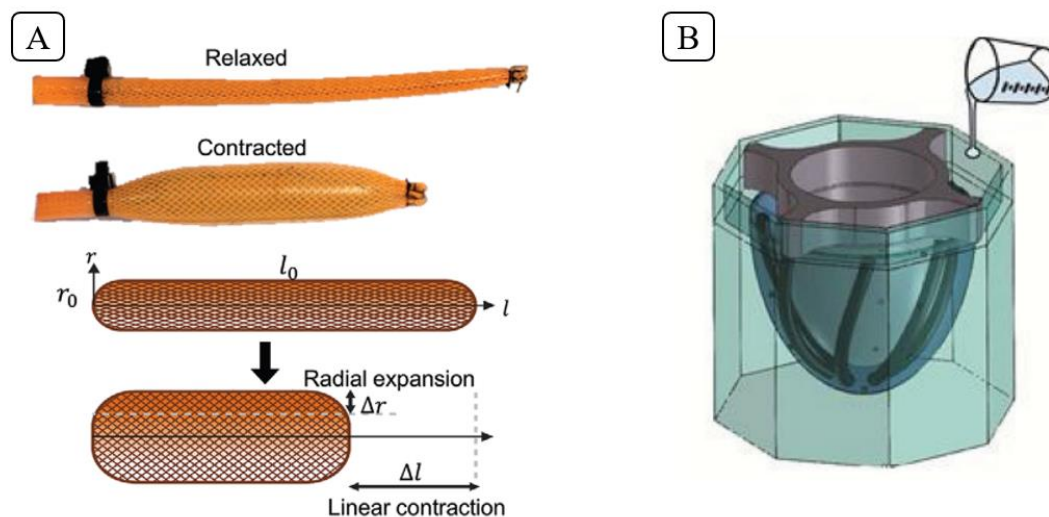 A
Relaxed
Contracted
r
l₀
r₀
l
Radial expansion
Δr
Δl
Linear contraction
B